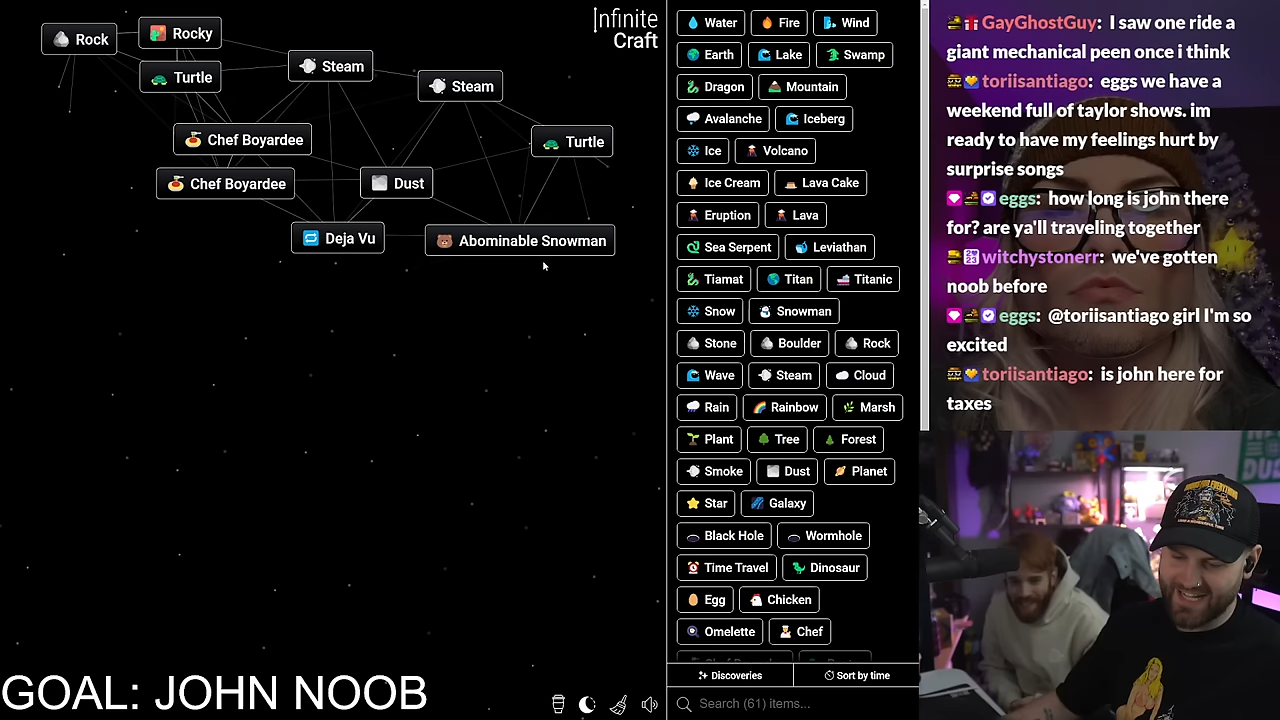 Rock
Rocky
Turtle
Steam
Steam
Chef Boyardee
Turtle
Chef Boyardee
Dust
Deja Vu
Abominable Snowman
Infinite
Craft
Water
Fire
Wind
Earth
Lake
Swamp
Dragon
Mountain
Avalanche
Iceberg
Ice
Volcano
Ice Cream
Lava Cake
Eruption
Lava
Sea Serpent
Leviathan
Tiamat
Titan
Titanic
Snow
Snowman
Stone
Boulder
Rock
Wave
Steam
Cloud
Rain
Rainbow
Marsh
Plant
Tree
Forest
Smoke
Dust
Planet
Star
Galaxy
Black Hole
Wormhole
Time Travel
Dinosaur
Egg
Chicken
Omelette
Chef
Discoveries
Sort by time
Search (61) items...
GOAL: JOHN NOOB
GayGhostGuy: I saw one ride a
giant mechanical peen once i think
toriisantiago: eggs we have a
weekend full of taylor shows. im
ready to have my feelings hurt by
surprise songs
eggs: how long is john there
for? are ya'll traveling together
witchystonerr: we've gotten
noob before
eggs: @toriisantiago girl I'm so
excited
toriisantiago: is john here for
taxes